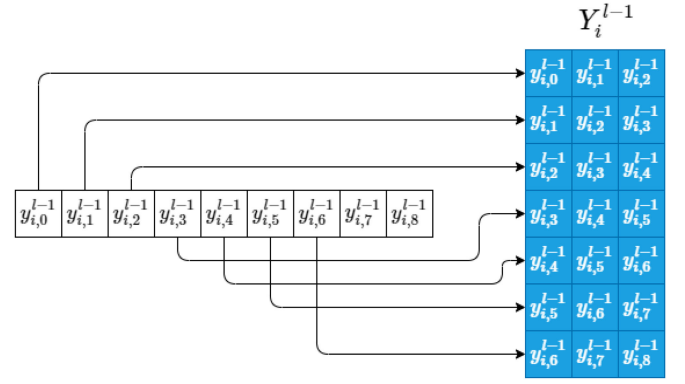 Y_i^{l−1}
y_{i,0}^{l−1} y_{i,1}^{l−1} y_{i,2}^{l−1}
y_{i,1}^{l−1} y_{i,2}^{l−1} y_{i,3}^{l−1}
y_{i,2}^{l−1} y_{i,3}^{l−1} y_{i,4}^{l−1}
y_{i,0}^{l−1} y_{i,1}^{l−1} y_{i,2}^{l−1} y_{i,3}^{l−1} y_{i,4}^{l−1} y_{i,5}^{l−1} y_{i,6}^{l−1} y_{i,7}^{l−1} y_{i,8}^{l−1}
y_{i,3}^{l−1} y_{i,4}^{l−1} y_{i,5}^{l−1}
y_{i,4}^{l−1} y_{i,5}^{l−1} y_{i,6}^{l−1}
y_{i,5}^{l−1} y_{i,6}^{l−1} y_{i,7}^{l−1}
y_{i,6}^{l−1} y_{i,7}^{l−1} y_{i,8}^{l−1}